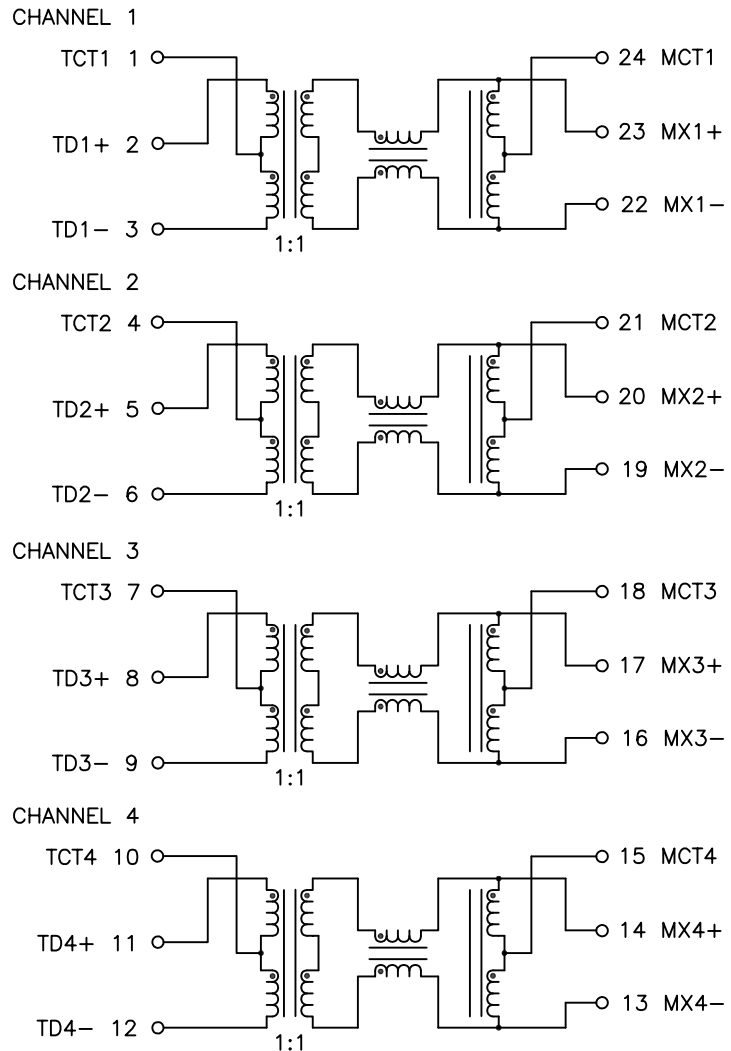 CHANNEL 1
TCT1 1
24 MCT1
TD1+ 2
23 MX1+
TD1- 3
22 MX1-
1:1
CHANNEL 2
TCT2 4
21 MCT2
TD2+ 5
20 MX2+
TD2- 6
19 MX2-
1:1
CHANNEL 3
TCT3 7
18 MCT3
TD3+ 8
17 MX3+
TD3- 9
16 MX3-
1:1
CHANNEL 4
TCT4 10
15 MCT4
TD4+ 11
14 MX4+
TD4- 12
13 MX4-
1:1